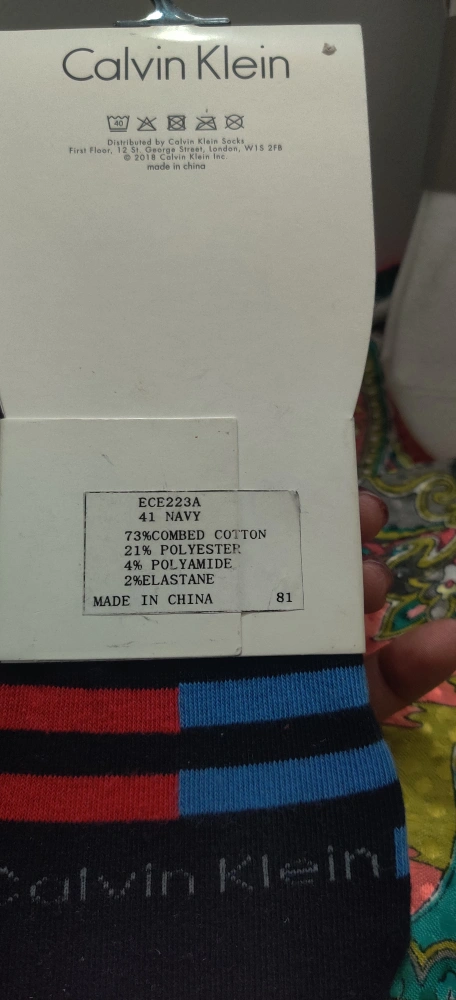 Calvin Klein
40
Distributed by Calvin Klein Socks
First Floor, 12 St. George Street, London, W1S 2FB
© 2018 Calvin Klein Inc.
made in china
ECE223A
41 NAVY
73%COMBED COTTON
21% POLYESTER
4% POLYAMIDE
2%ELASTANE
MADE IN CHINA 81
Calvin Klein